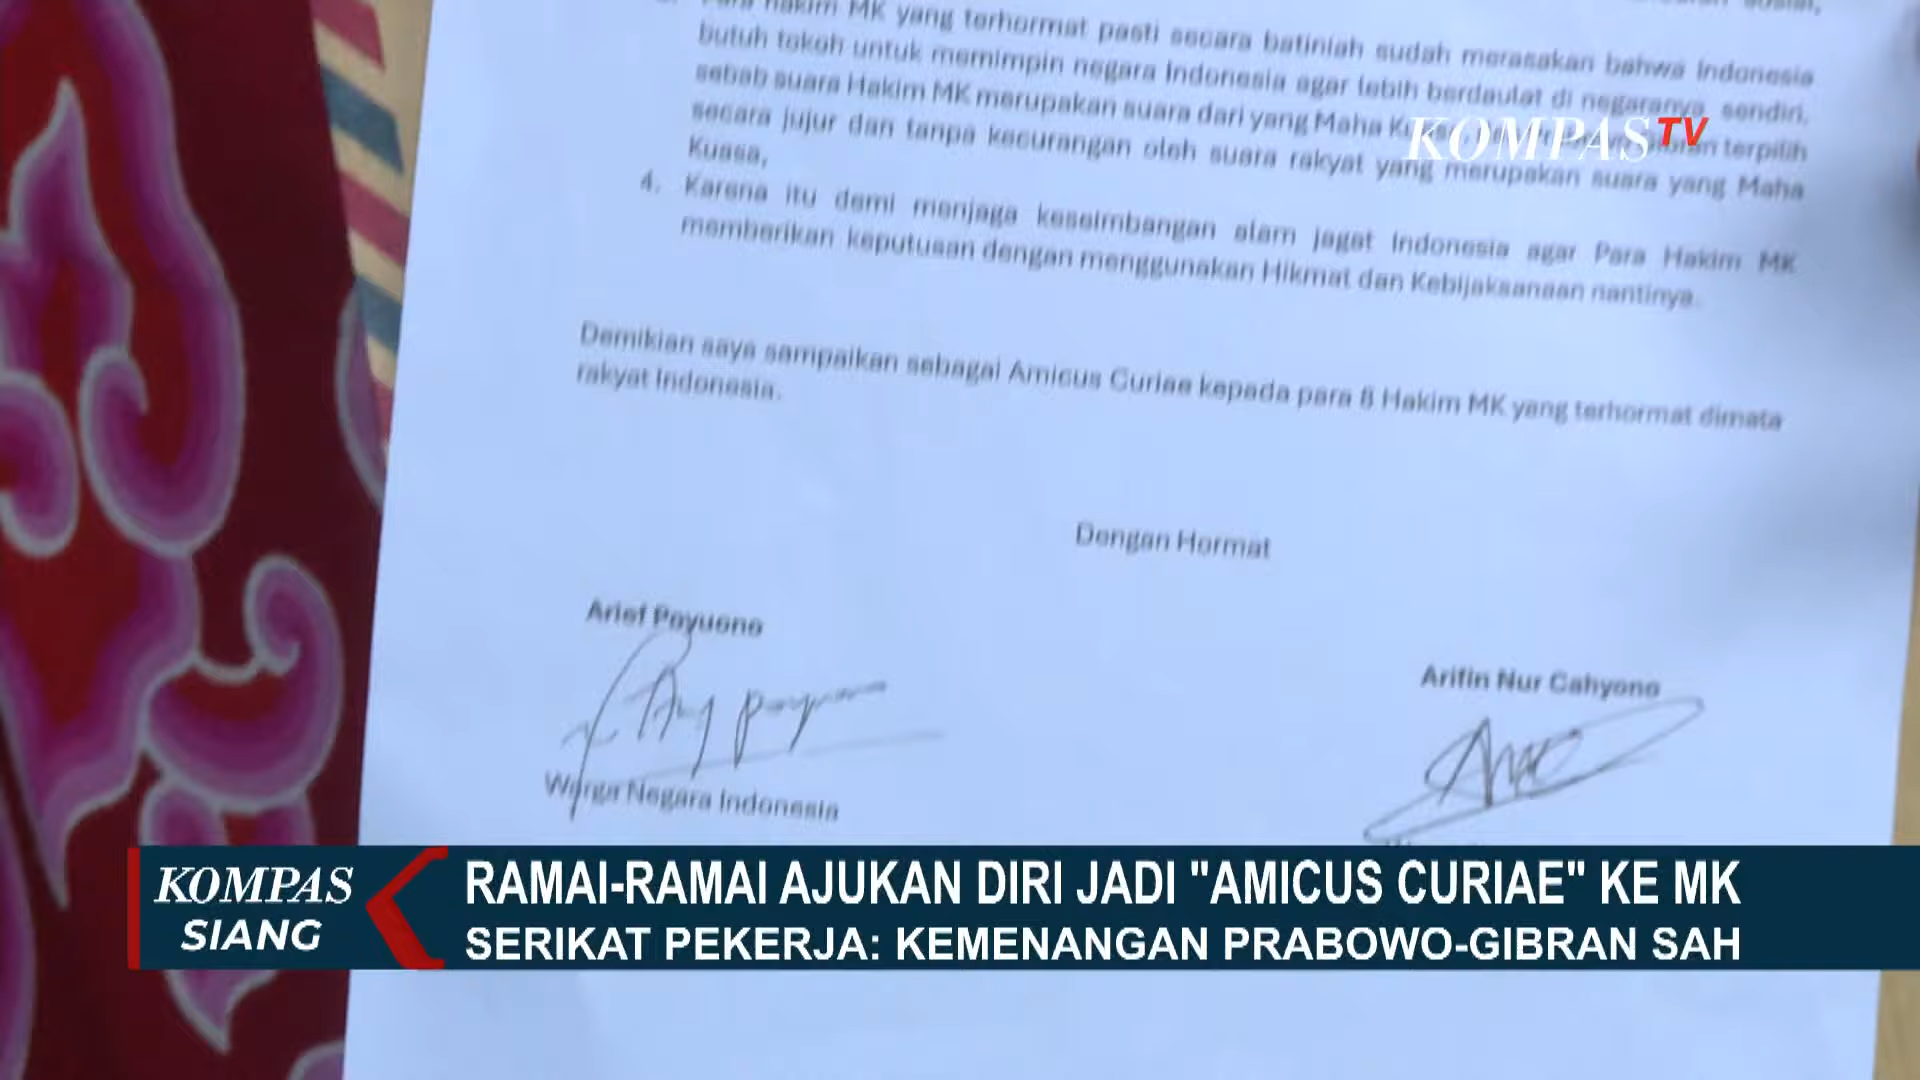 Para hakim MK yang terhormat pasti secara batiniah sudah merasakan bahwa Indonesia
butuh tokoh untuk memimpin negara Indonesia agar lebih berdaulat di negaranya sendiri,
sebab suara Hakim MK merupakan suara dari yang Maha terpilih
secara jujur dan tanpa kecurangan oleh suara rakyat yang merupakan suara yang Maha
Kuasa,
4. Karena itu demi menjaga keseimbangan alam jagat Indonesia agar Para Hakim MK
memberikan keputusan dengan menggunakan Hikmat dan Kebijaksanaan nantinya.
Demikian saya sampaikan sebagai Amicus Curiae kepada para 8 Hakim MK yang terhormat dimata
rakyat Indonesia.
Dengan Hormat
Arief Poyuono
Arifin Nur Cahyono
Warga Negara Indonesia
KOMPAS TV
KOMPAS
SIANG
RAMAI-RAMAI AJUKAN DIRI JADI "AMICUS CURIAE" KE MK
SERIKAT PEKERJA: KEMENANGAN PRABOWO-GIBRAN SAH